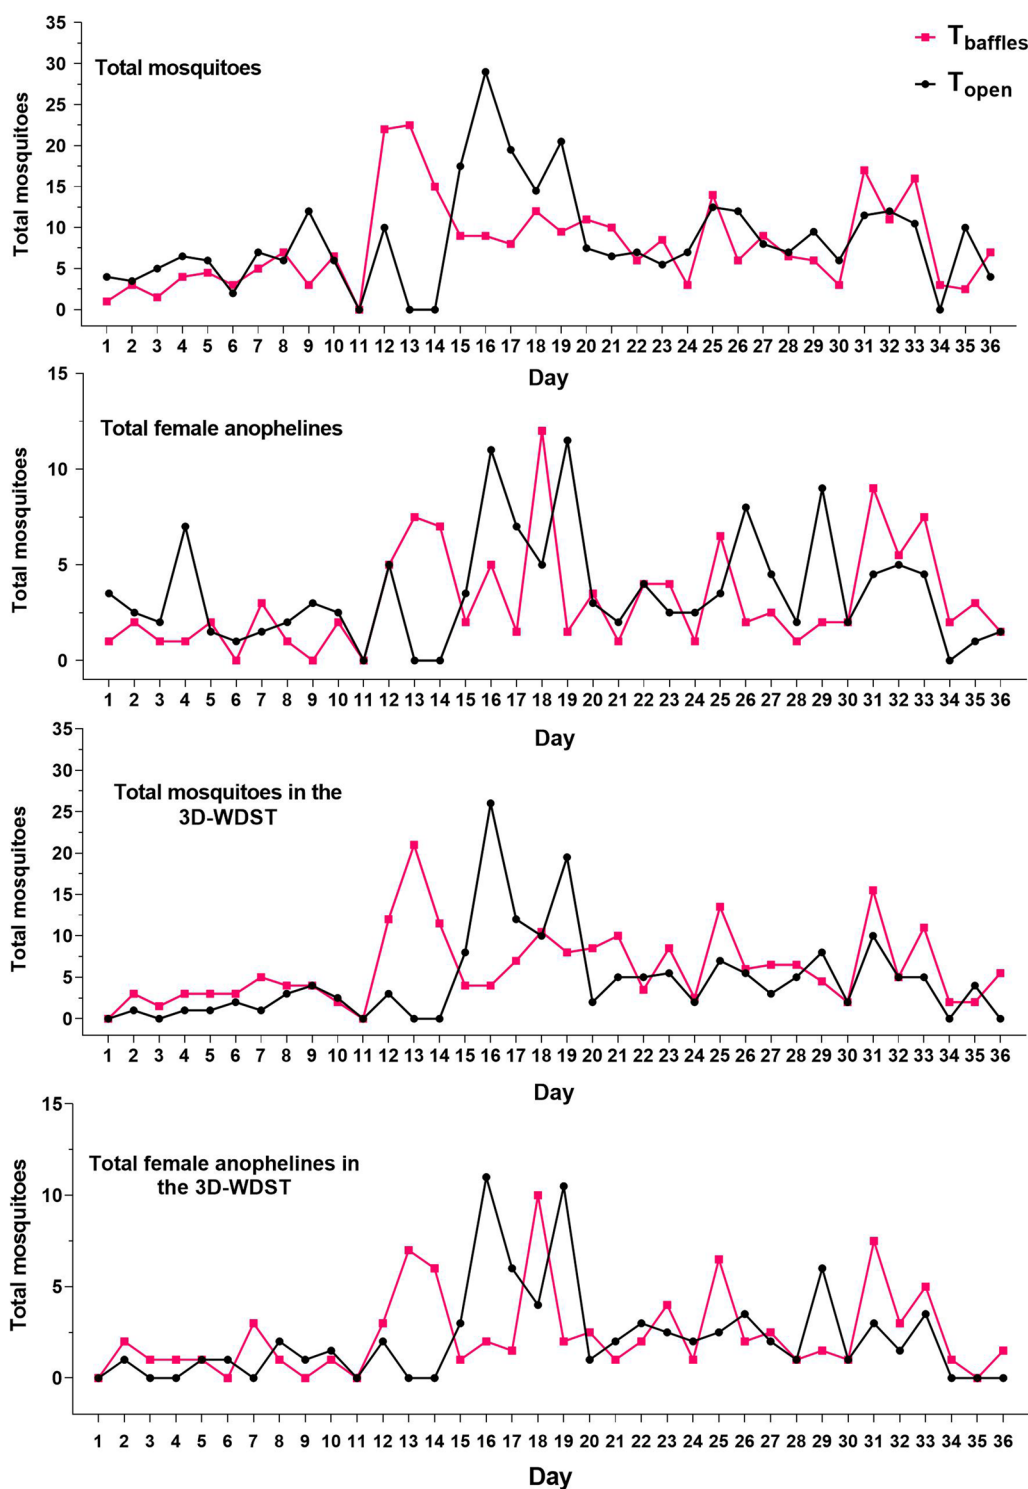 35
30
25
20
15
10
5
0
Total mosquitoes
Total mosquitoes
T baffles
T open
1 2 3 4 5 6 7 8 9 10 11 12 13 14 15 16 17 18 19 20 21 22 23 24 25 26 27 28 29 30 31 32 33 34 35 36
Day
15
10
5
0
Total mosquitoes
Total female anophelines
1 2 3 4 5 6 7 8 9 10 11 12 13 14 15 16 17 18 19 20 21 22 23 24 25 26 27 28 29 30 31 32 33 34 35 36
Day
35
30
25
20
15
10
5
0
Total mosquitoes
Total mosquitoes in the
3D-WDST
1 2 3 4 5 6 7 8 9 10 11 12 13 14 15 16 17 18 19 20 21 22 23 24 25 26 27 28 29 30 31 32 33 34 35 36
Day
15
10
5
0
Total mosquitoes
Total female anophelines in
the 3D-WDST
1 2 3 4 5 6 7 8 9 10 11 12 13 14 15 16 17 18 19 20 21 22 23 24 25 26 27 28 29 30 31 32 33 34 35 36
Day